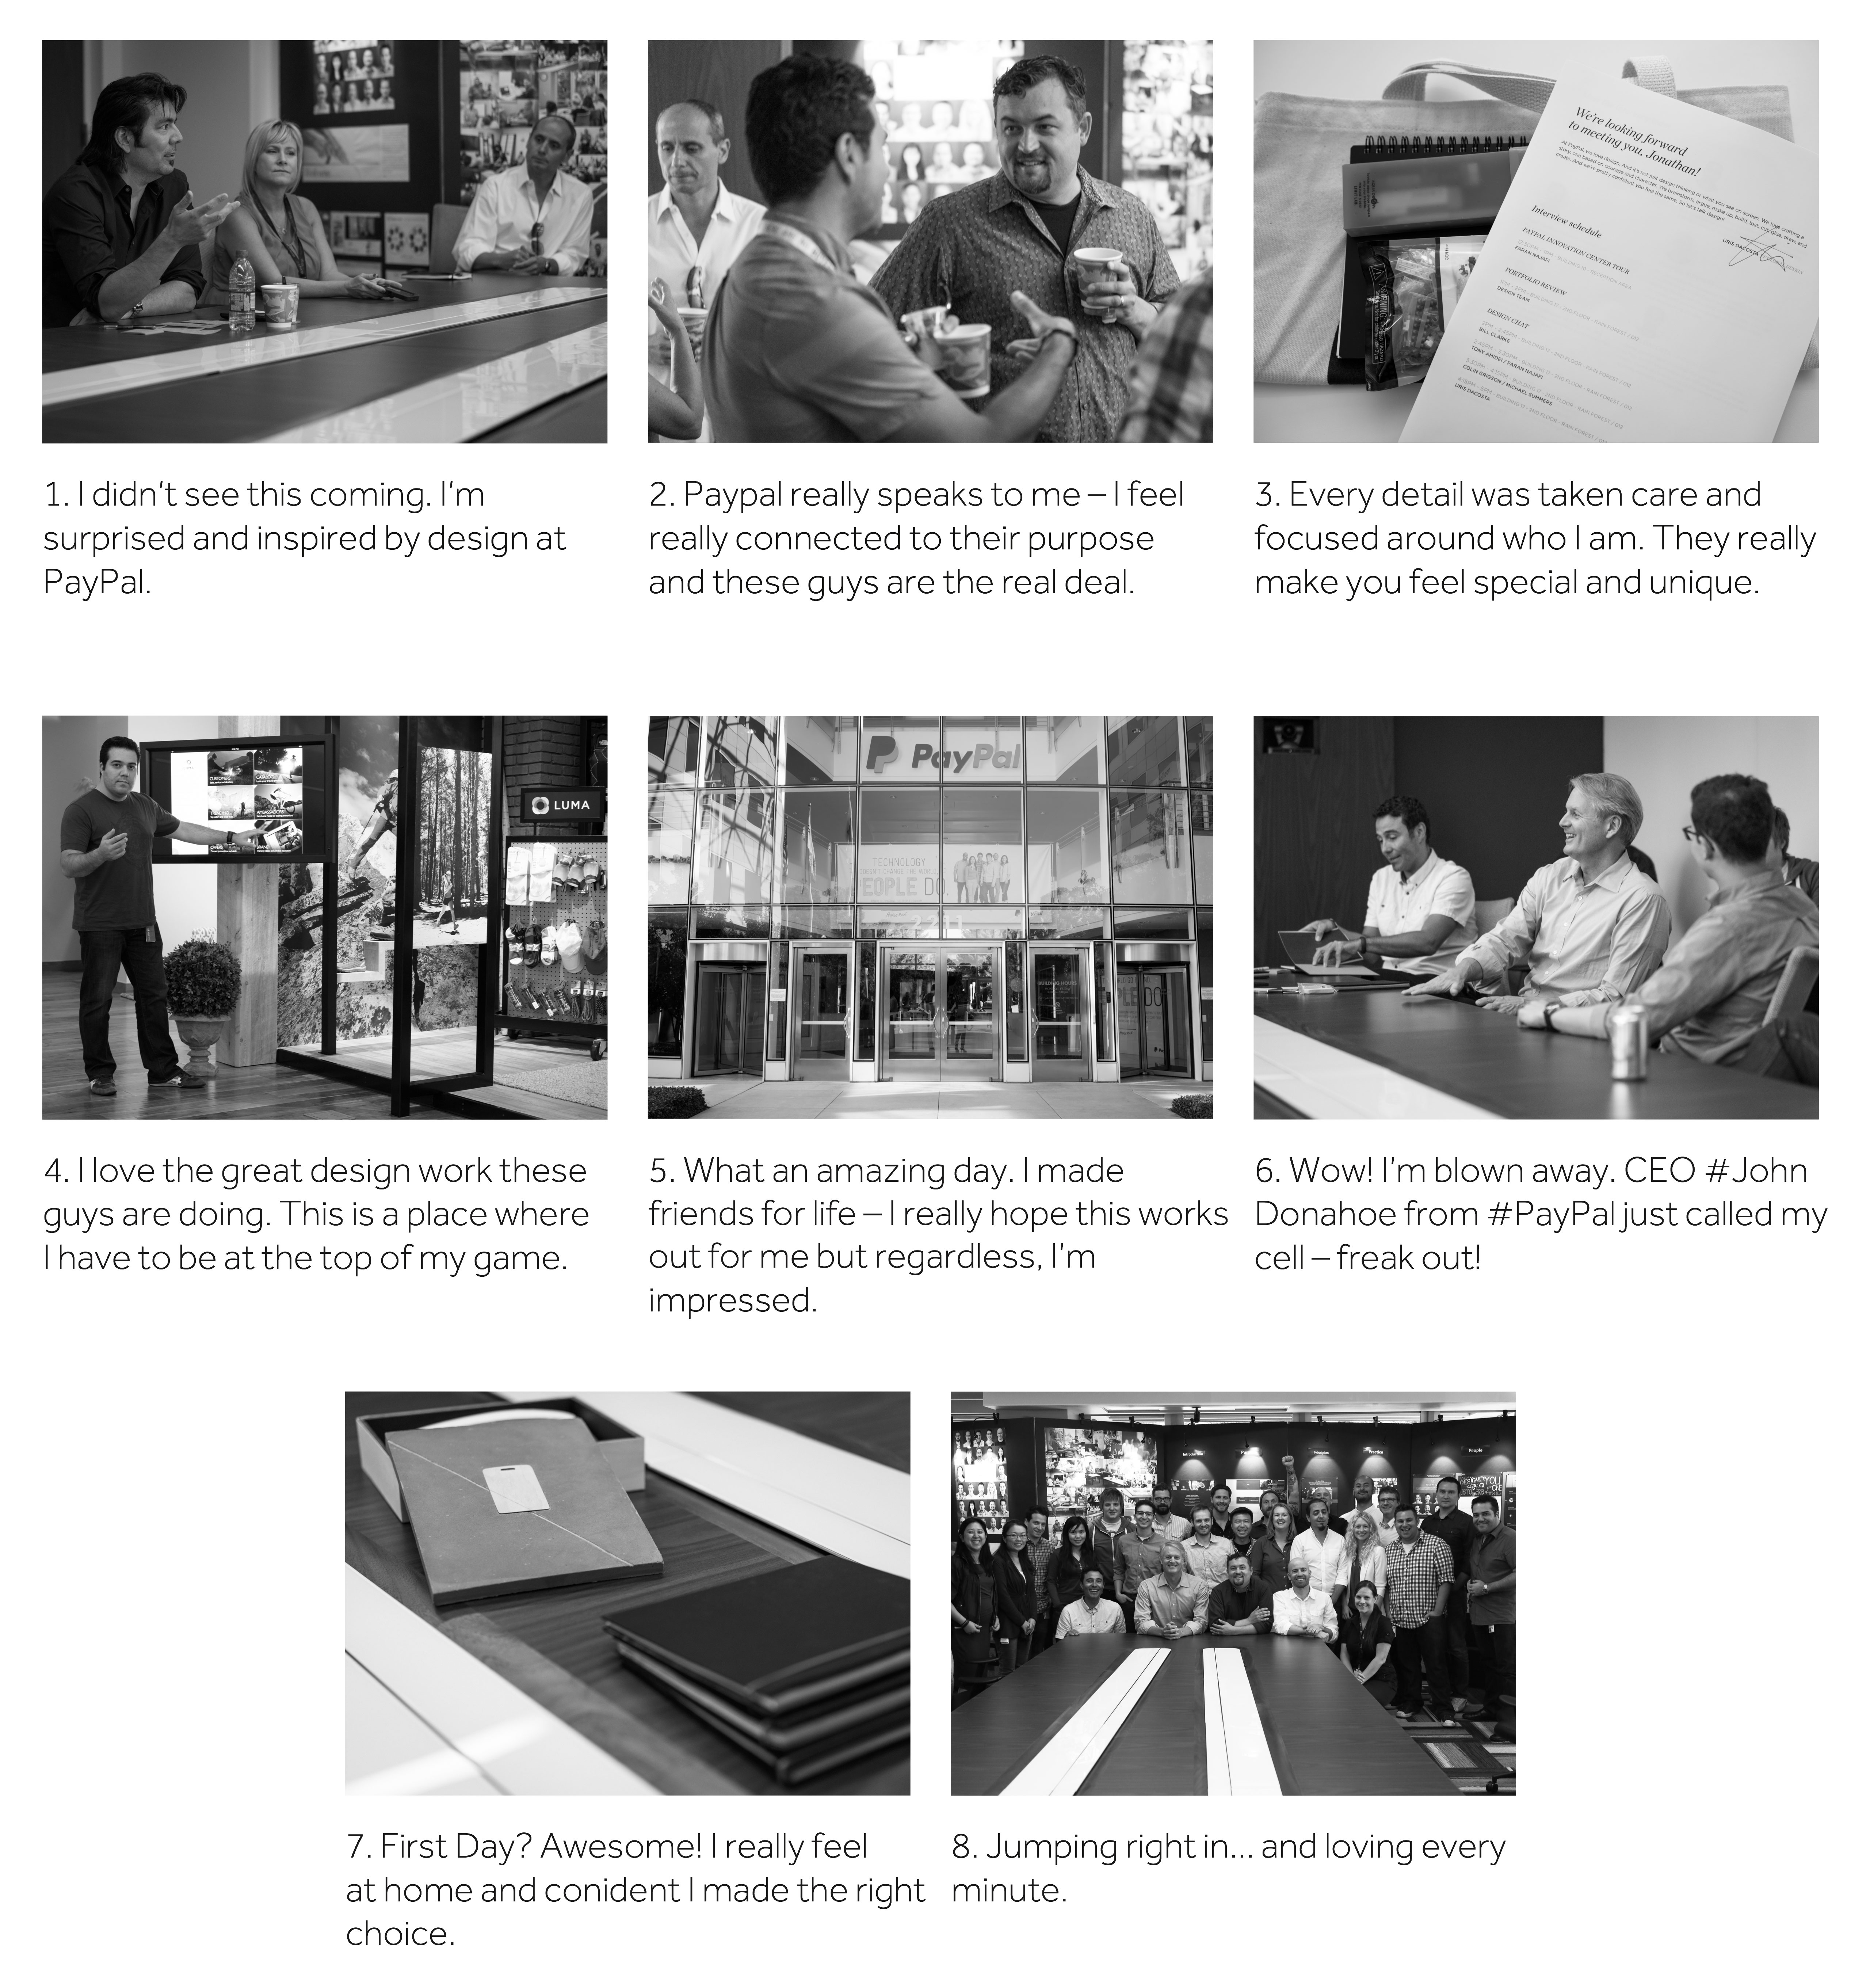 We're looking forward
to meeting you, Jonathan!
Interview schedule
PAYPAL INNOVATION CENTER TOUR
FARAN NAJAFI
PORTFOLIO REVIEW
DESIGN TEAM
DESIGN CHAT
BILL CLARKE
TONY AMIDEI / FARAN NAJAFI
COLIN GRIGSON / MICHAEL SUMMERS
URIS DACOSTA
URIS DACOSTA
1. I didn't see this coming. I'm
surprised and inspired by design at
PayPal.
2. Paypal really speaks to me – I feel
really connected to their purpose
and these guys are the real deal.
3. Every detail was taken care and
focused around who I am. They really
make you feel special and unique.
CUSTOMERS
LUMA
PayPal
TECHNOLOGY
PEOPLE DO.
2211
4. I love the great design work these
guys are doing. This is a place where
I have to be at the top of my game.
5. What an amazing day. I made
friends for life – I really hope this works
out for me but regardless, I'm
impressed.
6. Wow! I'm blown away. CEO #John
Donahoe from #PayPal just called my
cell – freak out!
People
7. First Day? Awesome! I really feel
at home and conident I made the right
choice.
8. Jumping right in... and loving every
minute.